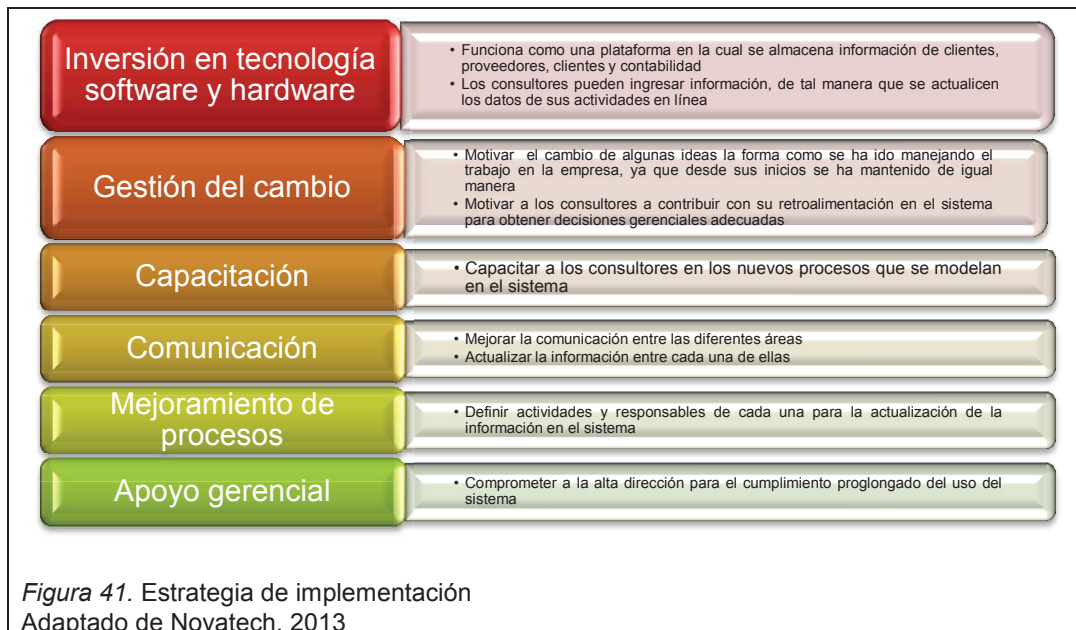 Inversión en tecnología
software y hardware
• Funciona como una plataforma en la cual se almacena información de clientes,
proveedores, clientes y contabilidad
• Los consultores pueden ingresar información, de tal manera que se actualicen
los datos de sus actividades en línea
Gestión del cambio
• Motivar el cambio de algunas ideas la forma como se ha ido manejando el
trabajo en la empresa, ya que desde sus inicios se ha mantenido de igual
manera
• Motivar a los consultores a contribuir con su retroalimentación en el sistema
para obtener decisiones gerenciales adecuadas
Capacitación
• Capacitar a los consultores en los nuevos procesos que se modelan
en el sistema
Comunicación
• Mejorar la comunicación entre las diferentes áreas
• Actualizar la información entre cada una de ellas
Mejoramiento de
procesos
• Definir actividades y responsables de cada una para la actualización de la
información en el sistema
Apoyo gerencial
• Comprometer a la alta dirección para el cumplimiento proglongado del uso del
sistema
Figura 41. Estrategia de implementación
Adaptado de Novatech, 2013